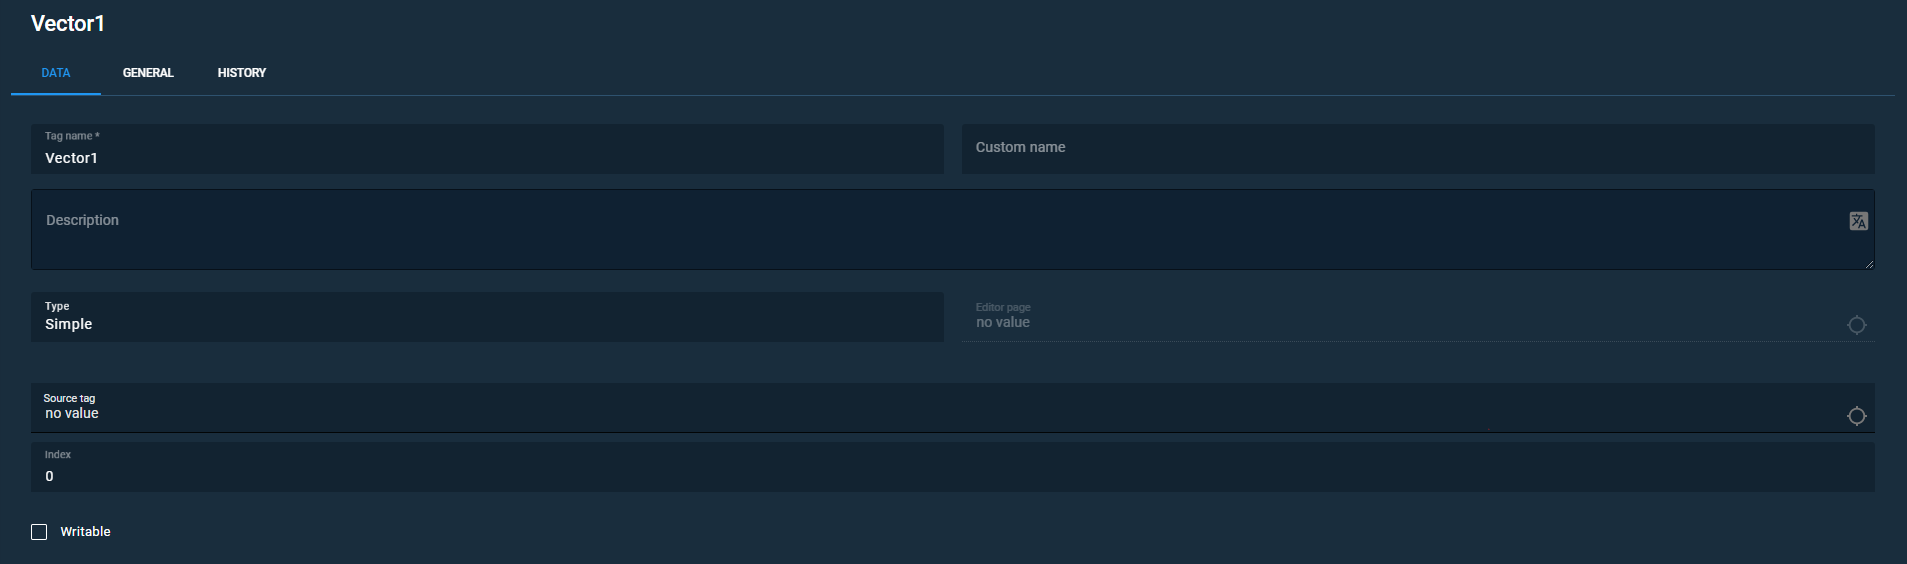 Vector1
DATA GENERAL HISTORY
Tag name *
Vector1
Custom name
Description
Type
Simple
Editor page
no value
Source tag
no value
Index
0
Writable